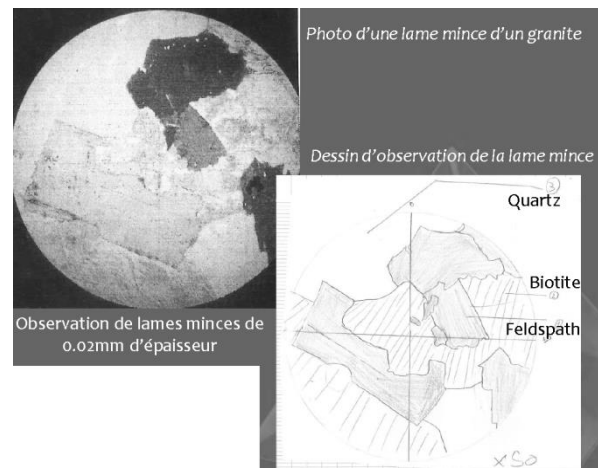 Photo d'une lame mince d'un granite
Dessin d'observation de la lame mince
Quartz
Biotite
Feldspath
Observation de lames minces de
0.02mm d'épaisseur
x50